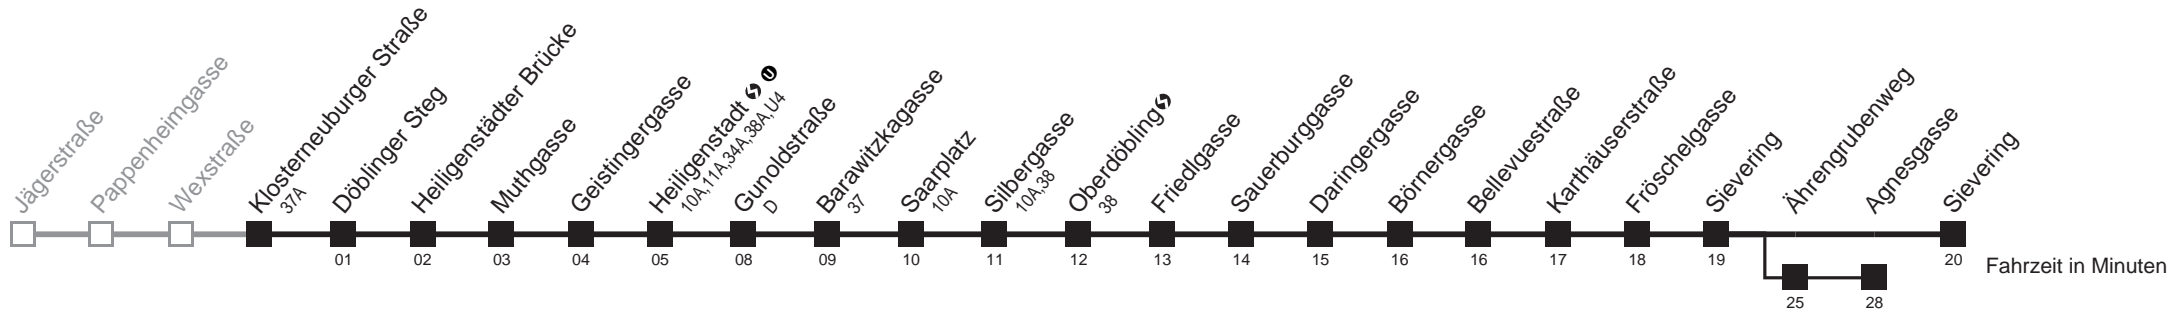 Jägerstraße
Pappenheimgasse
Wexstraße
Klosterneuburger Straße
37A
Döblinger Steg
Heiligenstädter Brücke
Muthgasse
Geistingergasse
Heiligenstadt
10A,11A,34A,38A,U4
U
Gunoldstraße
D
Barawitzkagasse
37
Saarplatz
10A
Silbergasse
10A,38
Oberdöbling
38
Friedlgasse
Sauerburggasse
Daringergasse
Börnergasse
Bellevuestraße
Karthäuserstraße
Fröschelgasse
Sievering
Ährengrubenweg
Agnesgasse
Sievering
01 02 03 04 05 08 09 10 11 12 13 14 15 16 16 17 18 19 20 Fahrzeit in Minuten
25 28